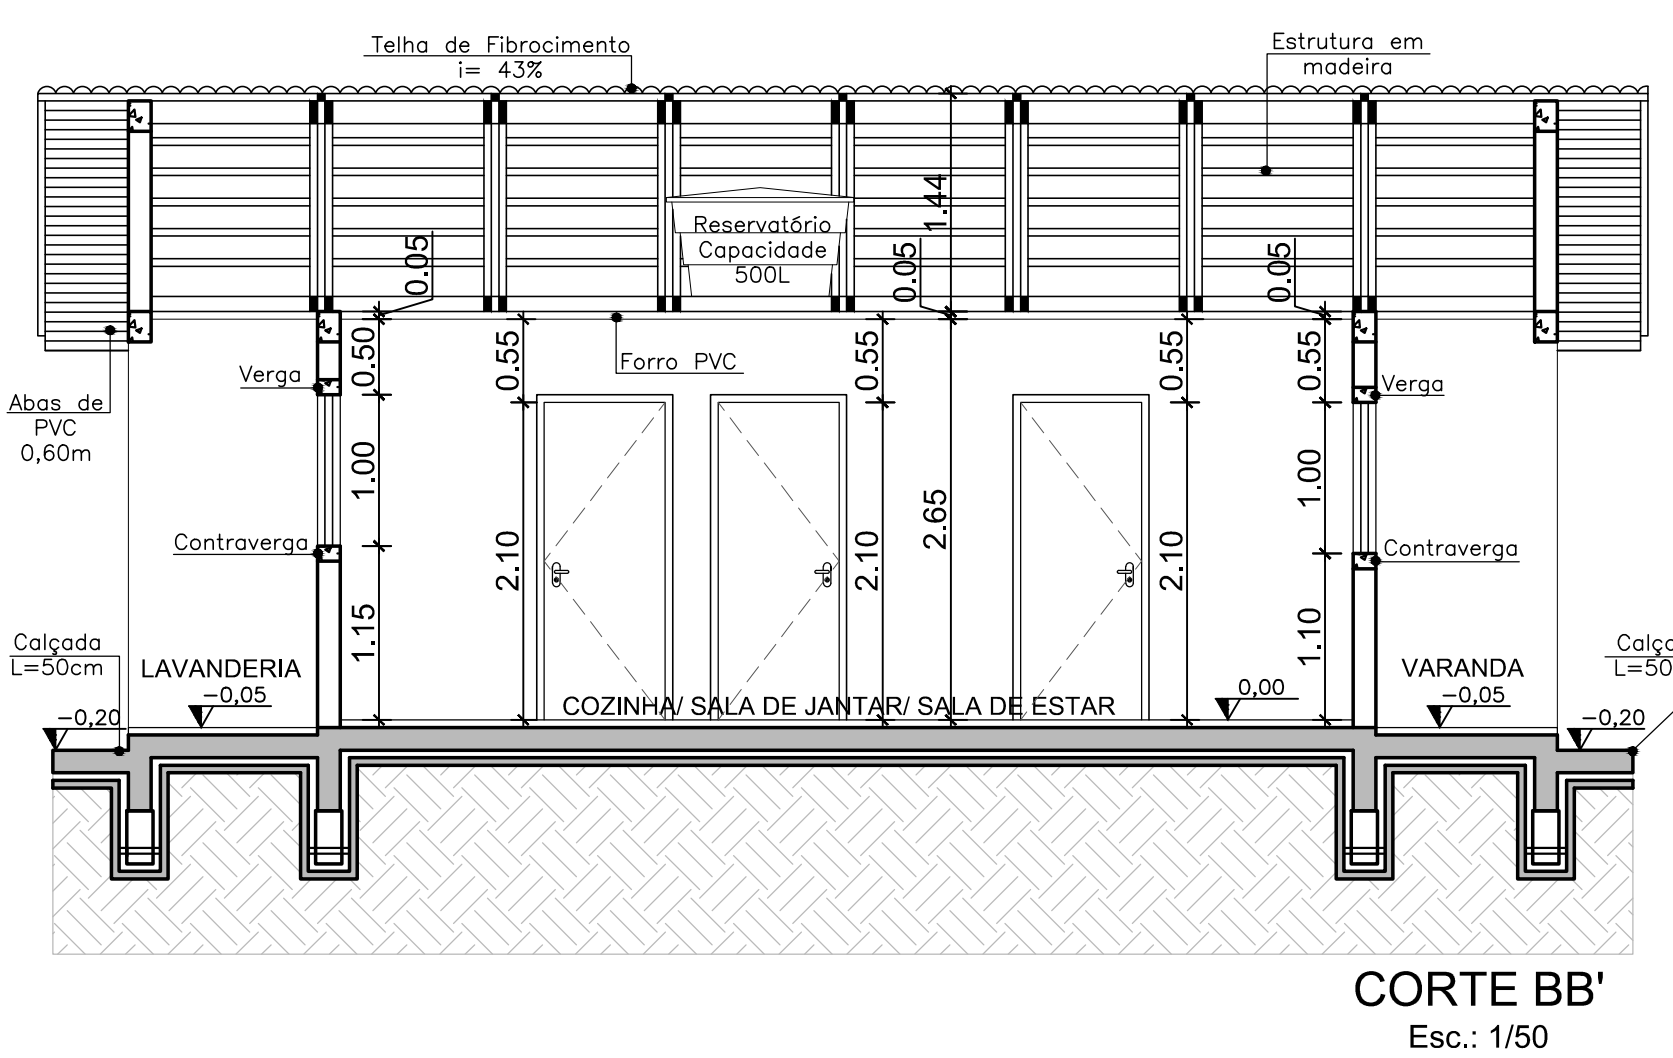 Telha de Fibrocimento
i= 43%
Estrutura em
madeira
1.44
Reservatório
Capacidade
500L
0.05
0.05
0.05
Forro PVC
Verga
0.50
0.55
0.55
0.55
0.55
Verga
Abas de
PVC
0,60m
1.00
1.00
Contraverga
2.10
2.10
2.65
2.10
Contraverga
1.15
1.10
Calçada
L=50cm
LAVANDERIA
-0,05
-0,20
COZINHA/ SALA DE JANTAR/ SALA DE ESTAR
0,00
VARANDA
-0,05
-0,20
Calça
L=50
CORTE BB'
Esc.: 1/50